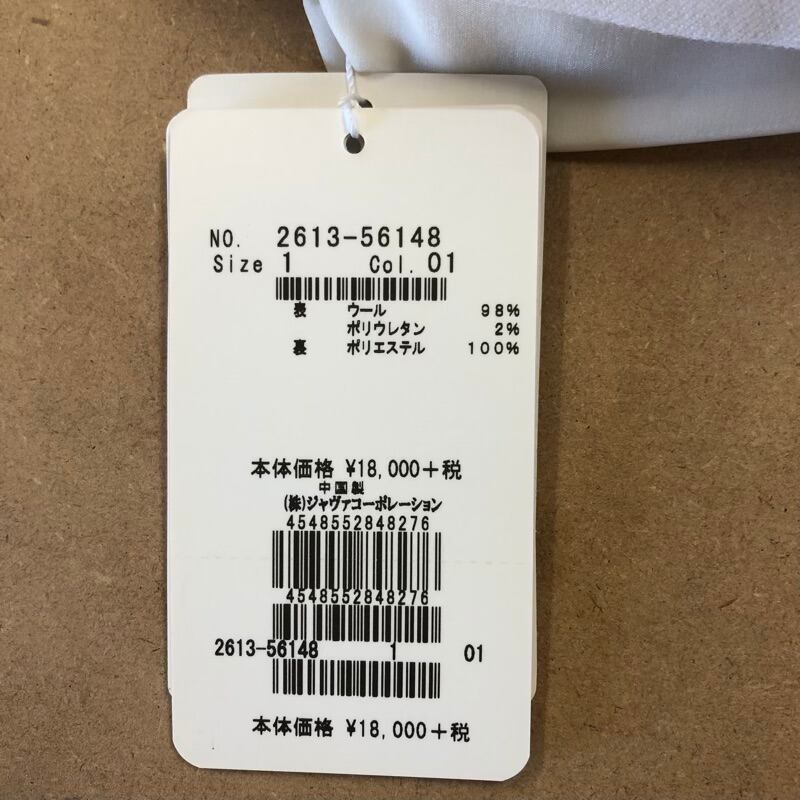 NO. 2613-56148
Size 1 Col. 01
表 ウール 98%
ポリウレタン 2%
裏 ポリエステル 100%
本体価格 ¥18,000+税
中国製
(株)ジャヴァコーポレーション
4548552848276
4548552848276
2613-56148 1 01
本体価格 ¥18,000+税